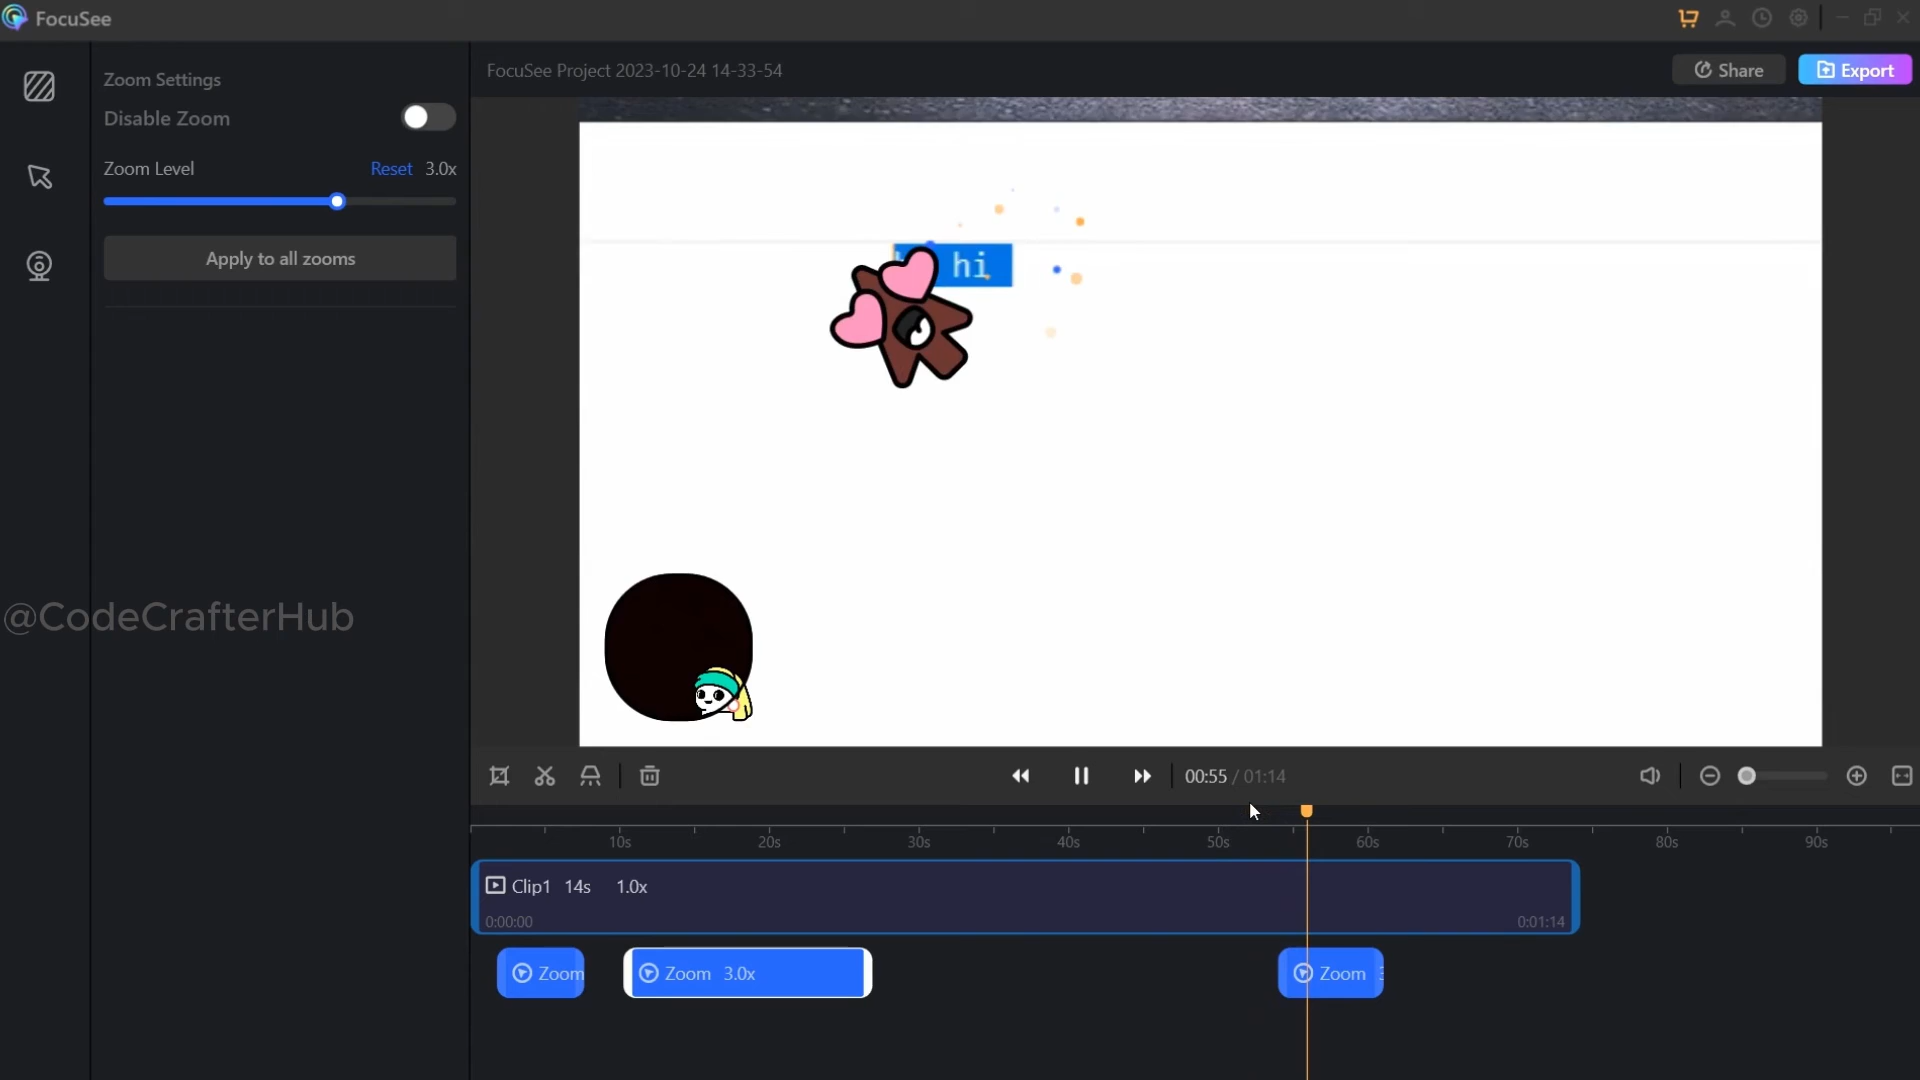 FocuSee
Zoom Settings
Disable Zoom
Zoom Level Reset 3.0x
Apply to all zooms
@CodeCrafterHub
FocuSee Project 2023-10-24 14-33-54
Share
Export
hi
00:55 / 01:14
10s 20s 30s 40s 50s 60s 70s 80s 90s
Clip1 14s 1.0x
0:00:00 0:01:14
Zoom
Zoom 3.0x
Zoom